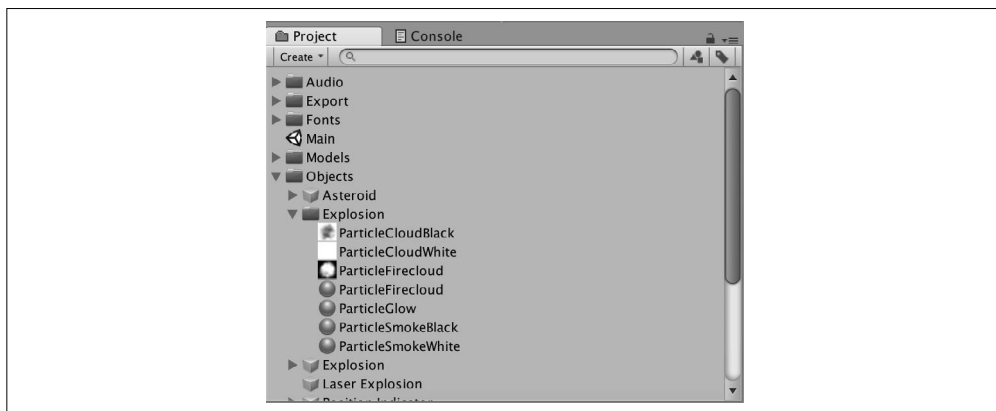 Project
Console
Create
Audio
Export
Fonts
Main
Models
Objects
Asteroid
Explosion
ParticleCloudBlack
ParticleCloudWhite
ParticleFirecloud
ParticleFirecloud
ParticleGlow
ParticleSmokeBlack
ParticleSmokeWhite
Explosion
Laser Explosion